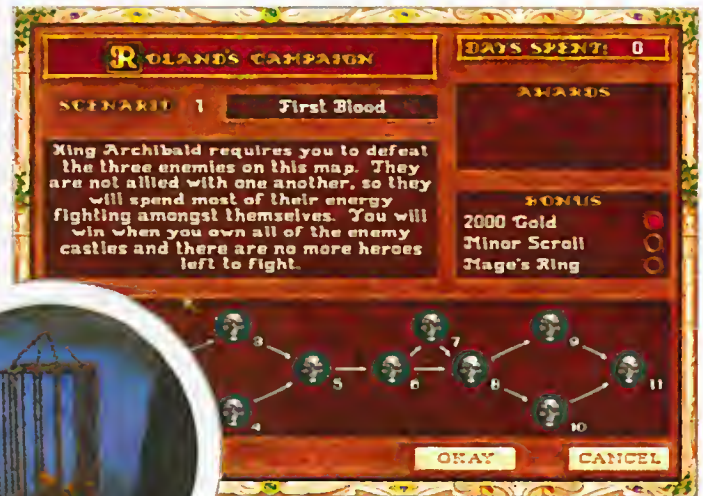 ROLAND'S CAMPAIGN
DAYS SPENT: 0
SCENARIO 1 First Blood
AWARDS
King Archibald requires you to defeat
the three enemies on this map. They
are not allied with one another, so they
will spend most of their energy
fighting amongst themselves. You will
win when you own all of the enemy
castles and there are no more heroes
left to fight.
BONUS
2000 Gold
Minor Scroll
Mage's Ring
3
4
5
6
7
8
9
10
11
OKAY
CANCEL